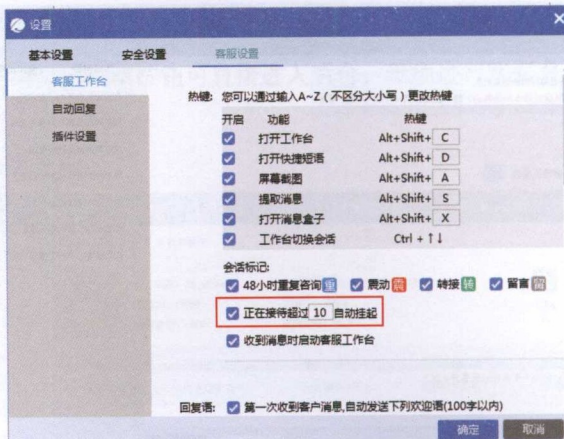 设置
基本设置 安全设置 客服设置
客服工作台
自动回复
插件设置
热键: 您可以通过输入A~Z（不区分大小写）更改热键
开启 功能 热键
打开工作台 Alt+Shift+ C
打开快捷短语 Alt+Shift+ D
屏幕截图 Alt+Shift+ A
提取消息 Alt+Shift+ S
打开消息盒子 Alt+Shift+ X
工作台切换会话 Ctrl + ↑↓
会话标记:
48小时重复咨询 重 震动 震 转接 转 留言 留
正在接待超过 10 自动挂起
收到消息时启动客服工作台
回复语: 第一次收到客户消息,自动发送下列欢迎语(100字以内)
确定 取消